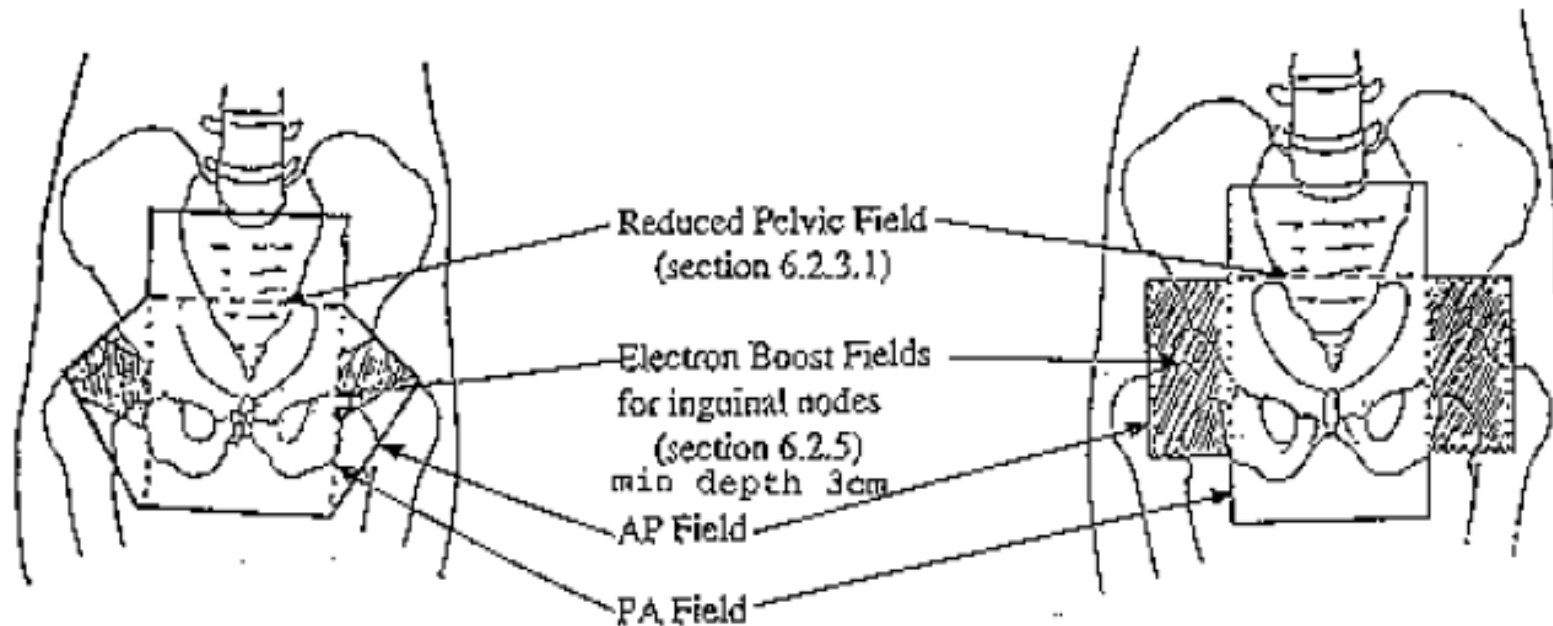 Reduced Pelvic Field
(section 6.2.3.1)
Electron Boost Fields
for inguinal nodes
(section 6.2.5)
min depth 3cm
AP Field
PA Field